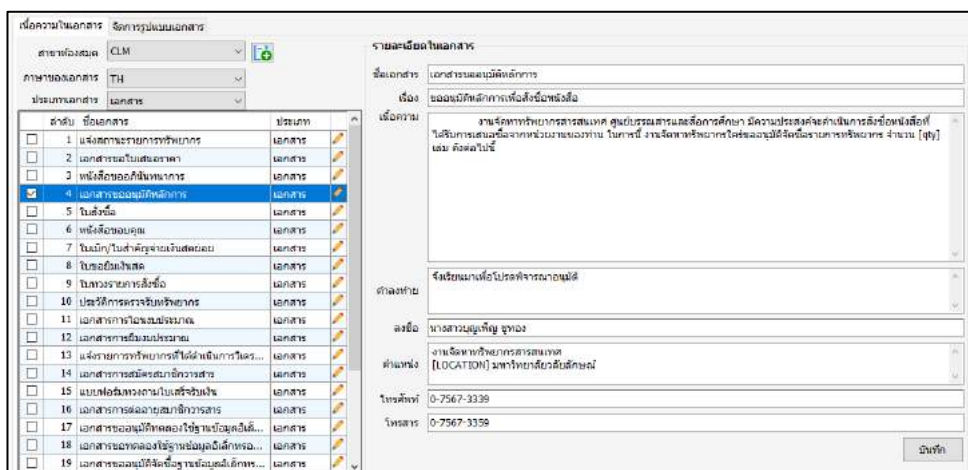 เนื้อความในเอกสาร จัดการรูปแบบเอกสาร
สาขาห้องสมุด CLM
ภาษาของเอกสาร TH
ประเภทเอกสาร เอกสาร
ลำดับ ชื่อเอกสาร ประเภท
1 แจ้งสถานะรายการทรัพยากร เอกสาร
2 เอกสารขอใบเสนอราคา เอกสาร
3 หนังสือขออภินันทนาการ เอกสาร
4 เอกสารขออนุมัติหลักการ เอกสาร
5 ใบสั่งซื้อ เอกสาร
6 หนังสือขอบคุณ เอกสาร
7 ใบเบิก/ใบสำคัญจ่ายเงินสดย่อย เอกสาร
8 ใบขอยืมเงินสด เอกสาร
9 ใบทวงรายการสั่งซื้อ เอกสาร
10 ประวัติการตรวจรับทรัพยากร เอกสาร
11 เอกสารการโอนงบประมาณ เอกสาร
12 เอกสารการยืมงบประมาณ เอกสาร
13 แจ้งรายการทรัพยากรที่ได้ดำเนินการวิเคร... เอกสาร
14 เอกสารการสมัครสมาชิกวารสาร เอกสาร
15 แบบฟอร์มทวงถามใบเสร็จรับเงิน เอกสาร
16 เอกสารการต่ออายุสมาชิกวารสาร เอกสาร
17 เอกสารขออนุมัติทดลองใช้ฐานข้อมูลอิเล็... เอกสาร
18 เอกสารขอทดลองใช้ฐานข้อมูลอิเล็กทรอ... เอกสาร
19 เอกสารขออนุมัติจัดซื้อฐานข้อมูลอิเล็กทร... เอกสาร
รายละเอียดในเอกสาร
ชื่อเอกสาร เอกสารขออนุมัติหลักการ
เรื่อง ขออนุมัติหลักการเพื่อสั่งซื้อหนังสือ
เนื้อความ งานจัดหาทรัพยากรสารสนเทศ ศูนย์บรรณสารและสื่อการศึกษา มีความประสงค์จะดำเนินการสั่งซื้อหนังสือที่
ได้รับการเสนอซื้อจากหน่วยงานของท่าน ในการนี้ งานจัดหาทรัพยากรใคร่ขออนุมัติจัดซื้อรายการทรัพยากร จำนวน [qty]
เล่ม ดังต่อไปนี้
คำลงท้าย จึงเรียนมาเพื่อโปรดพิจารณาอนุมัติ
ลงชื่อ นางสาวบุญเพ็ญ ชูทอง
ตำแหน่ง งานจัดหาทรัพยากรสารสนเทศ
[LOCATION] มหาวิทยาลัยวลัยลักษณ์
โทรศัพท์ 0-7567-3339
โทรสาร 0-7567-3359
บันทึก